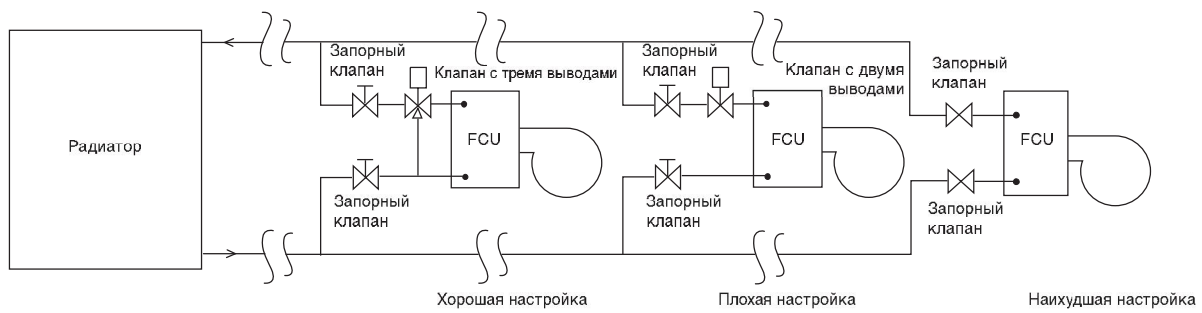 Радиатор
Запорный
клапан
Клапан с тремя выводами
FCU
Запорный
клапан
Запорный
клапан
Клапан с двумя
выводами
FCU
Запорный
клапан
Запорный
клапан
FCU
Запорный
клапан
Хорошая настройка
Плохая настройка
Наихудшая настройка